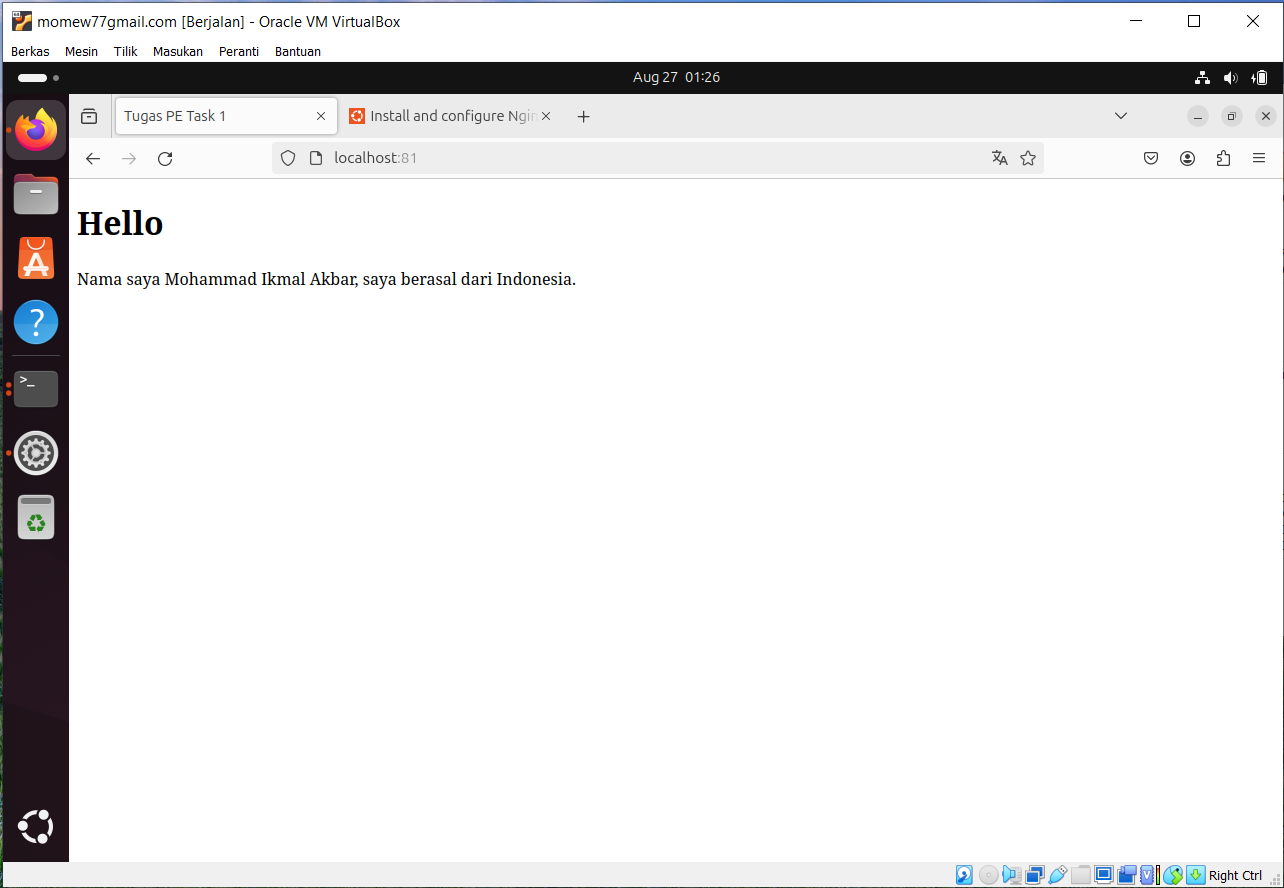 momew77gmail.com [Berjalan] - Oracle VM VirtualBox
Berkas Mesin Tilik Masukan Peranti Bantuan
Aug 27 01:26
Tugas PE Task 1
Install and configure Ngin
localhost:81
Hello
Nama saya Mohammad Ikmal Akbar, saya berasal dari Indonesia.
Right Ctrl